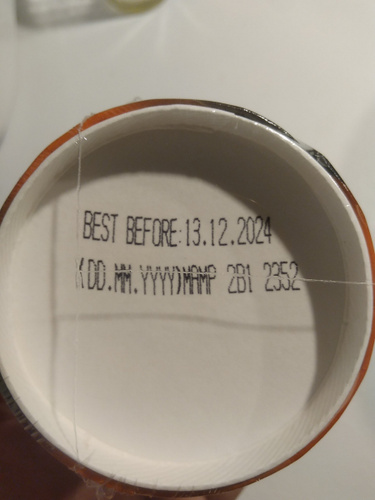 BEST BEFORE:13.12.2024
(DD.MM.YYYY)MAMP 2B1 2352